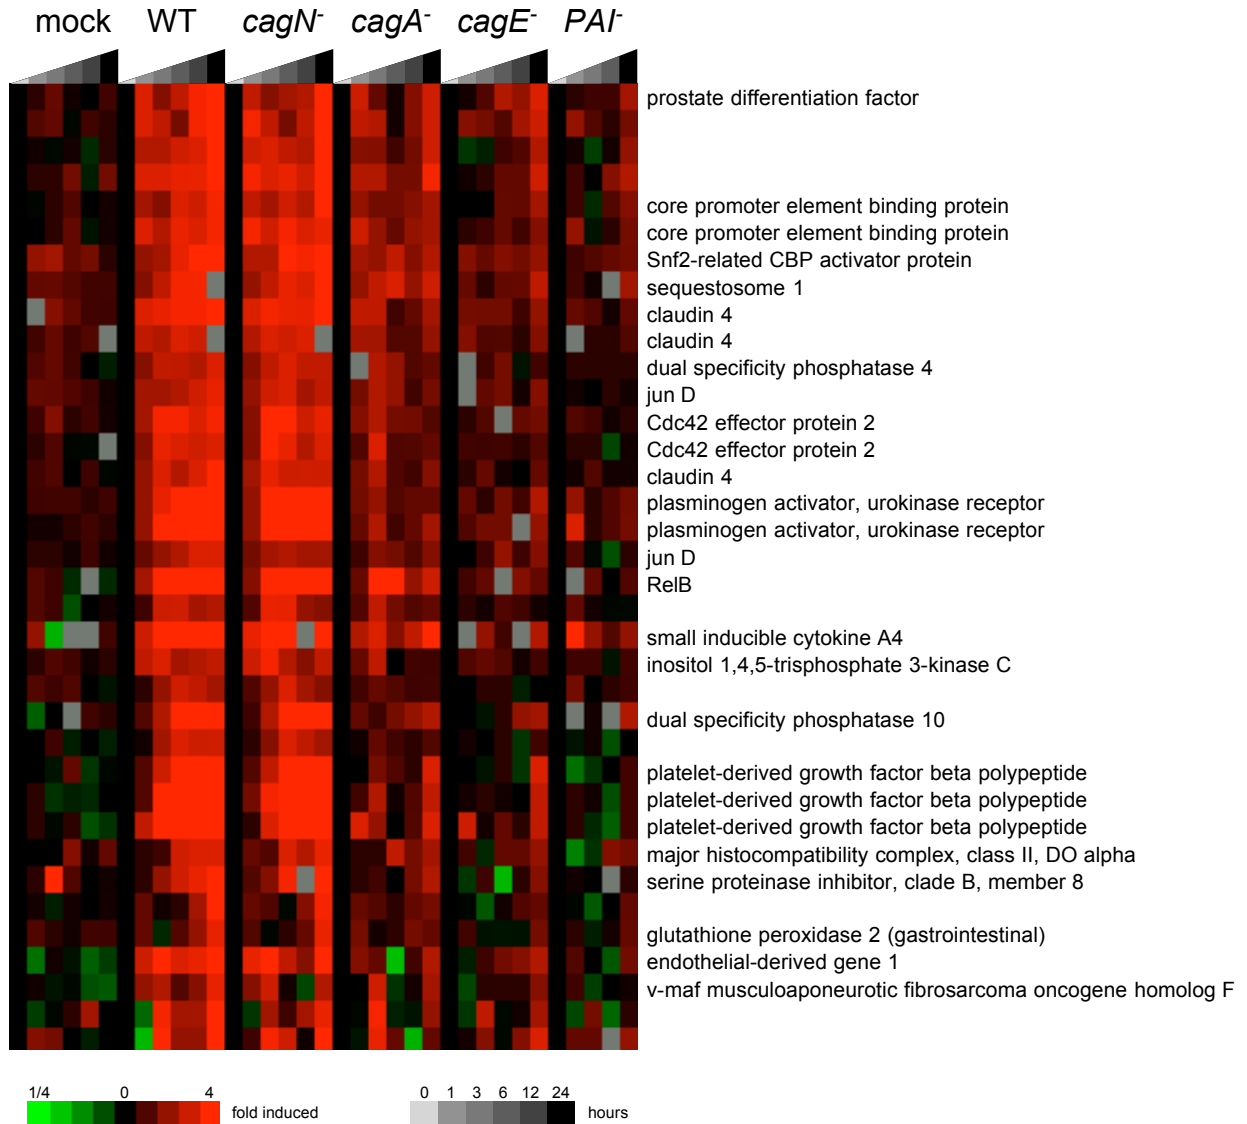 mock WT cagN- cagA- cagE- PAI-
prostate differentiation factor
core promoter element binding protein
core promoter element binding protein
Snf2-related CBP activator protein
sequestosome 1
claudin 4
claudin 4
dual specificity phosphatase 4
jun D
Cdc42 effector protein 2
Cdc42 effector protein 2
claudin 4
plasminogen activator, urokinase receptor
plasminogen activator, urokinase receptor
jun D
RelB
small inducible cytokine A4
inositol 1,4,5-trisphosphate 3-kinase C
dual specificity phosphatase 10
platelet-derived growth factor beta polypeptide
platelet-derived growth factor beta polypeptide
platelet-derived growth factor beta polypeptide
major histocompatibility complex, class II, DO alpha
serine proteinase inhibitor, clade B, member 8
glutathione peroxidase 2 (gastrointestinal)
endothelial-derived gene 1
v-maf musculoaponeurotic fibrosarcoma oncogene homolog F
1/4 0 4 fold induced
0 1 3 6 12 24 hours